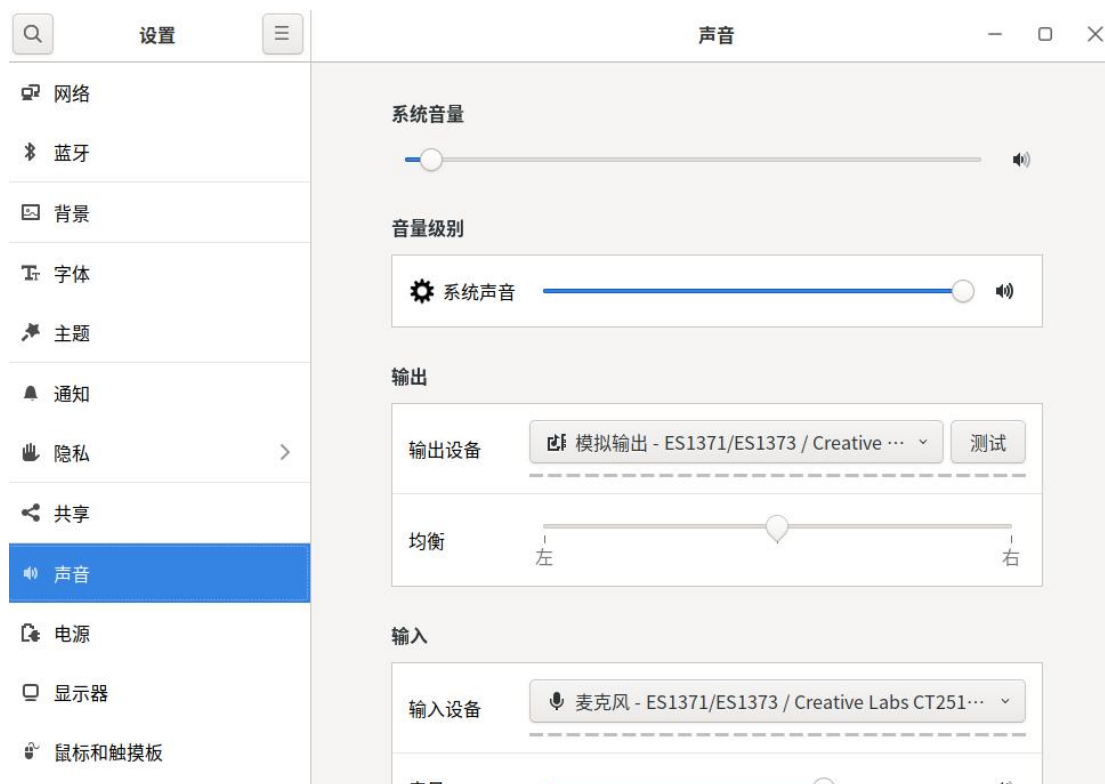 设置
声音
网络
蓝牙
背景
字体
主题
通知
隐私
共享
声音
电源
显示器
鼠标和触摸板
系统音量
音量级别
系统声音
输出
输出设备
模拟输出 - ES1371/ES1373 / Creative ···
测试
均衡
左
右
输入
输入设备
麦克风 - ES1371/ES1373 / Creative Labs CT251···